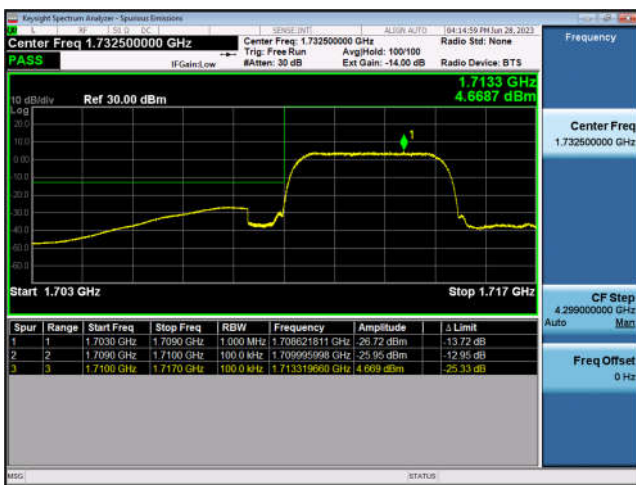 Keysight Spectrum Analyzer - Spurious Emissions
L RF 50 Ω DC SENSE:INT ALIGN AUTO 04:14:59 PM Jun 28, 2023
Center Freq 1.732500000 GHz Center Freq: 1.732500000 GHz Radio Std: None Frequency
Trig: Free Run Avg|Hold: 100/100
PASS IFGain:Low #Atten: 30 dB Ext Gain: -14.00 dB Radio Device: BTS
1.7133 GHz
4.6687 dBm
10 dB/div Ref 30.00 dBm
Log
20.0
10.0
0.00
-10.0
-20.0
-30.0
-40.0
-50.0
-60.0
1
Start 1.703 GHz Stop 1.717 GHz
Spur Range Start Freq Stop Freq RBW Frequency Amplitude Δ Limit
1 1 1.7030 GHz 1.7090 GHz 1.000 MHz 1.708621811 GHz -26.72 dBm -13.72 dB
2 2 1.7090 GHz 1.7100 GHz 100.0 kHz 1.709995998 GHz -25.95 dBm -12.95 dB
3 3 1.7100 GHz 1.7170 GHz 100.0 kHz 1.713319660 GHz 4.669 dBm -25.33 dB
Center Freq
1.732500000 GHz
CF Step
4.299000000 GHz
Auto Man
Freq Offset
0 Hz
MSG STATUS